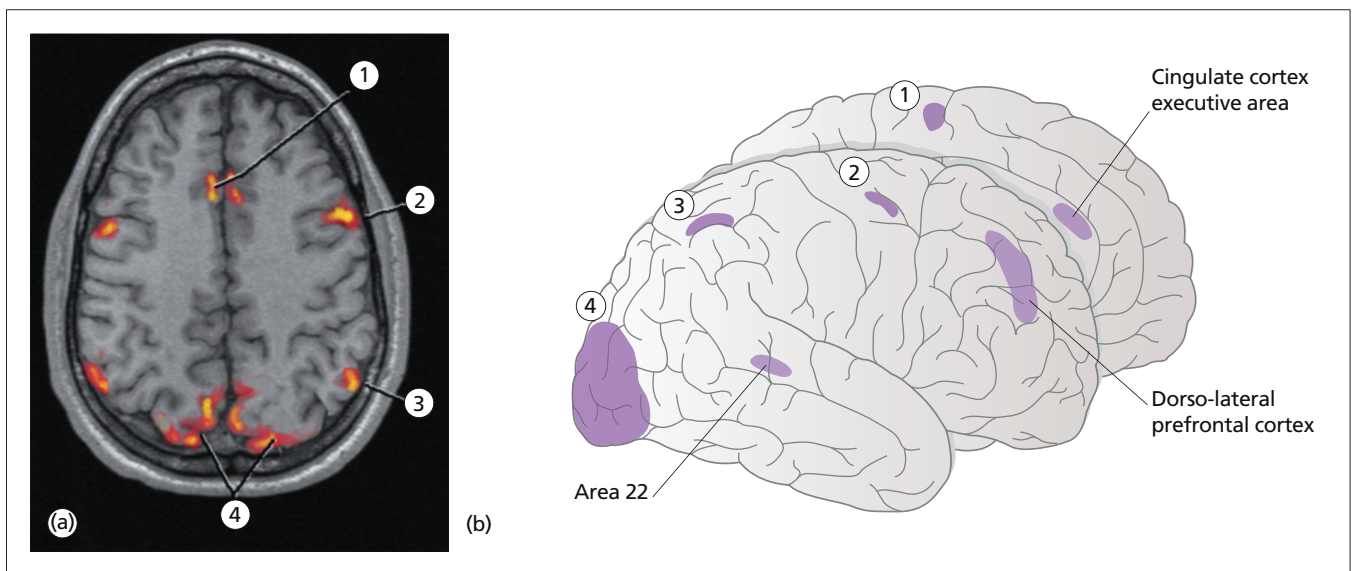 1
2
3
4
(a)
(b)
1
2
3
4
Cingulate cortex
executive area
Dorso-lateral
prefrontal cortex
Area 22